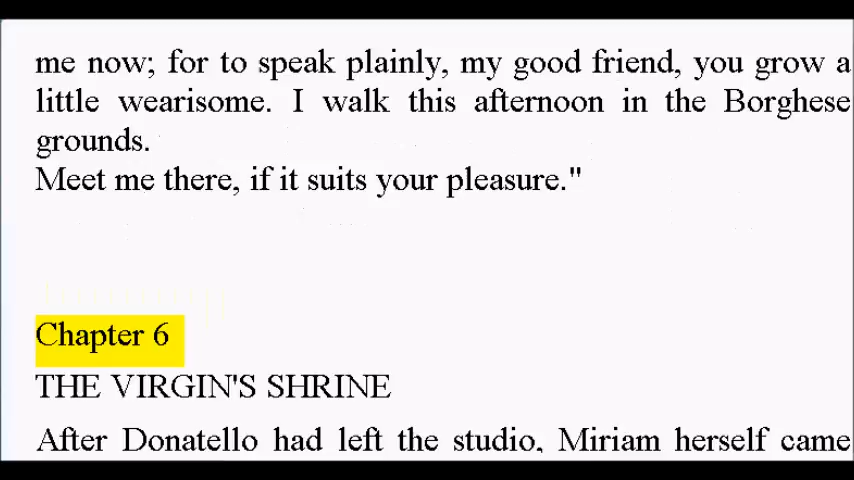 me now; for to speak plainly, my good friend, you grow a
little wearisome. I walk this afternoon in the Borghese
grounds.
Meet me there, if it suits your pleasure."
Chapter 6
THE VIRGIN'S SHRINE
After Donatello had left the studio, Miriam herself came